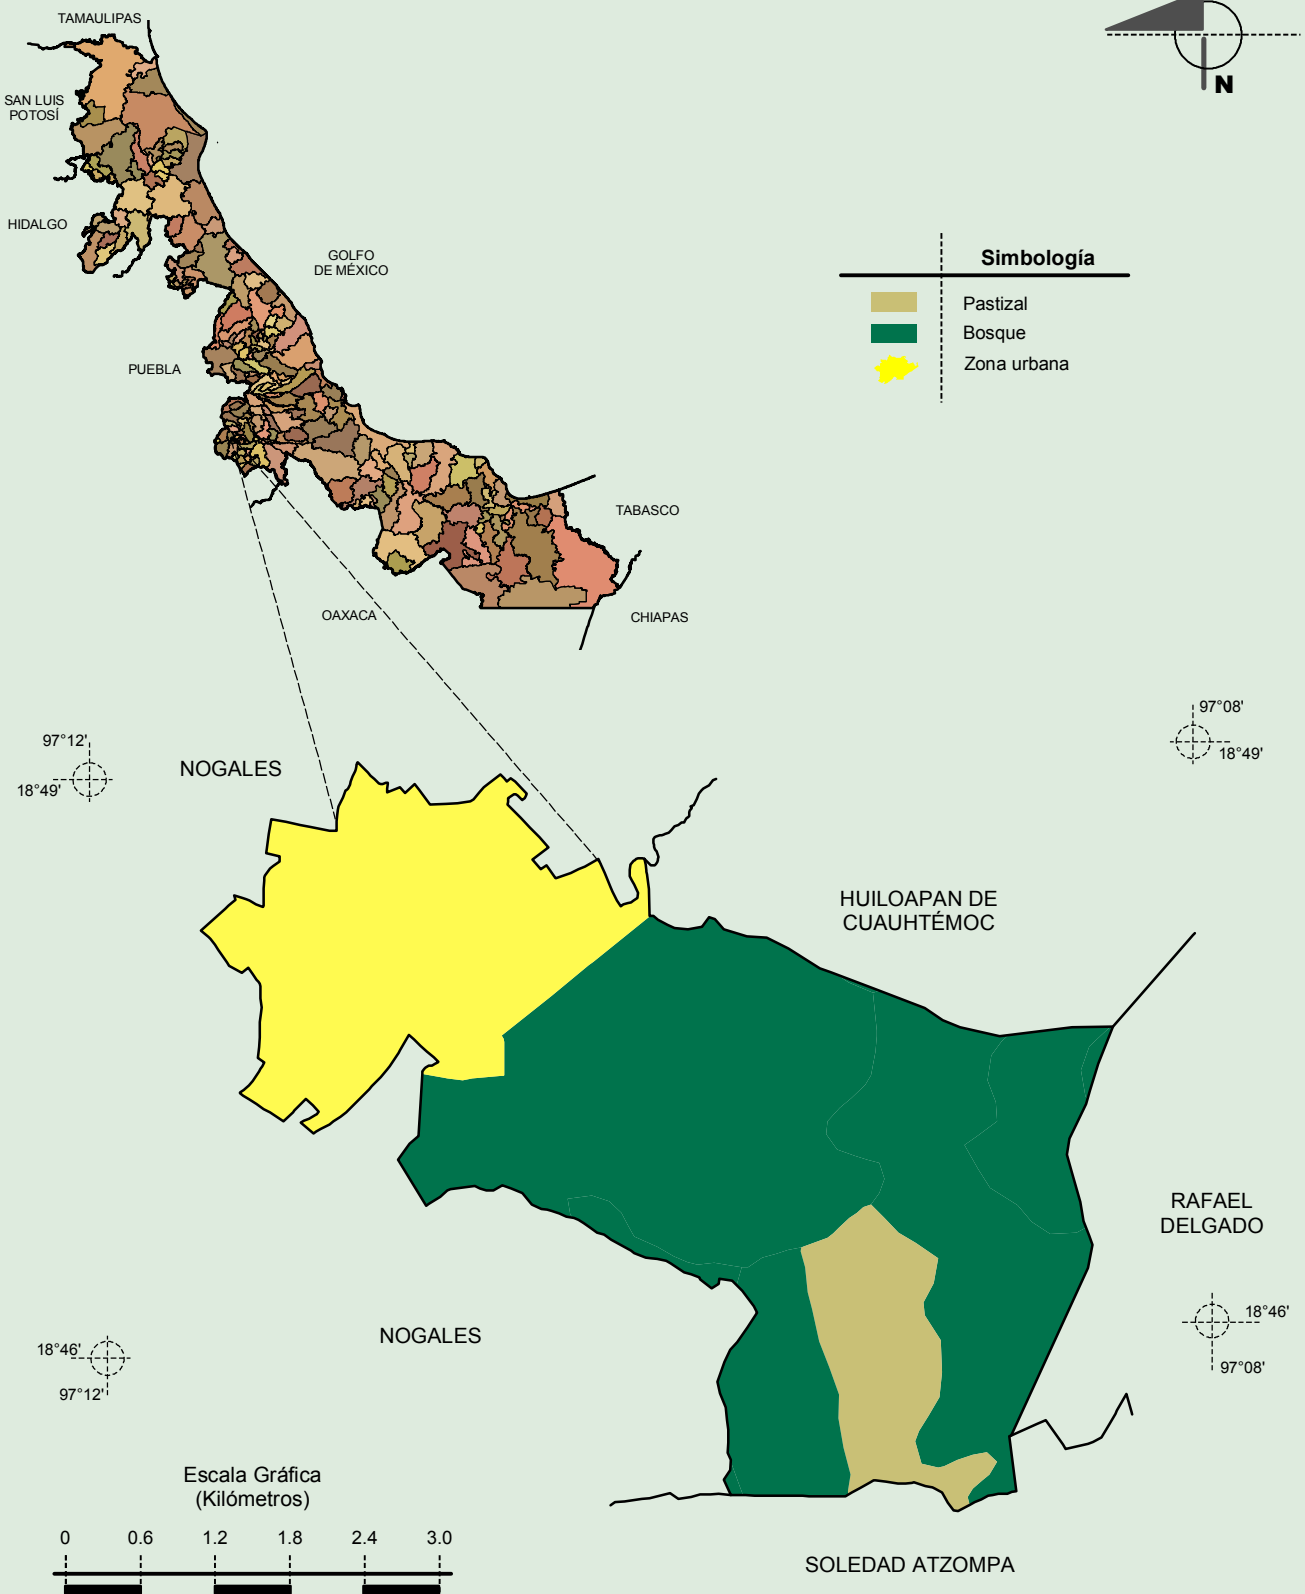 TAMAULIPAS
N
SAN LUIS
POTOSÍ
HIDALGO
GOLFO
DE MÉXICO
Simbología
Pastizal
Bosque
Zona urbana
PUEBLA
TABASCO
OAXACA
CHIAPAS
97°08'
18°49'
97°12'
18°49'
NOGALES
HUILOAPAN DE
CUAUHTÉMOC
RAFAEL
DELGADO
18°46'
97°08'
NOGALES
18°46'
97°12'
Escala Gráfica
(Kilómetros)
0 0.6 1.2 1.8 2.4 3.0
SOLEDAD ATZOMPA